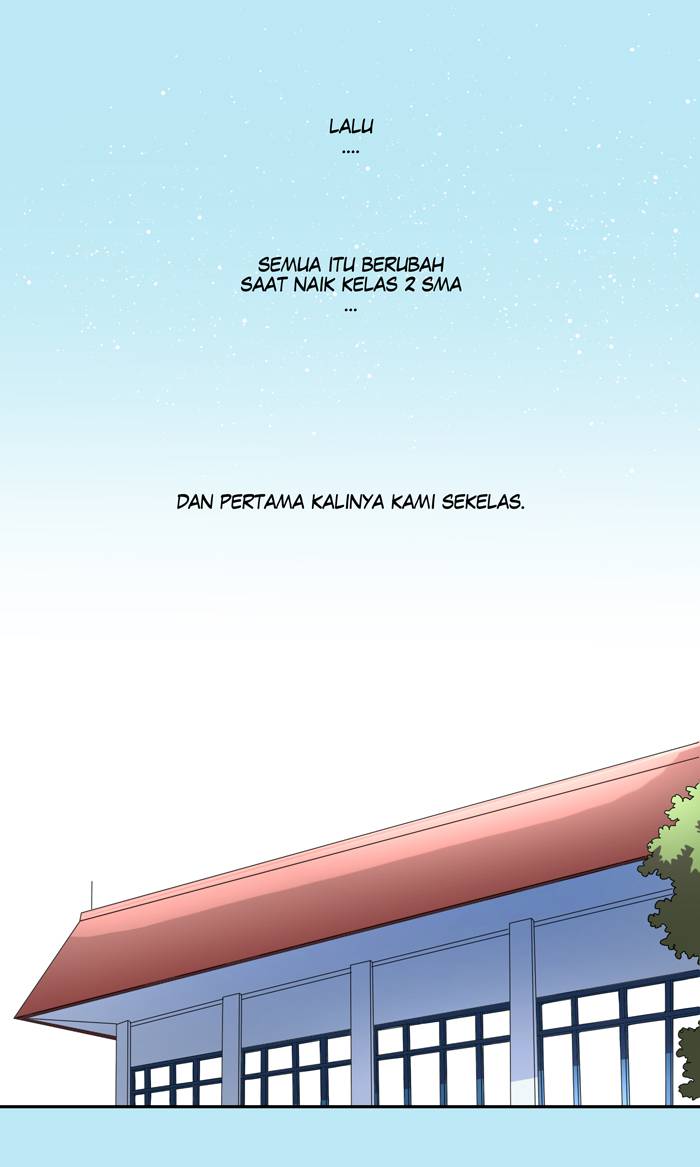 LALU
....
SEMUA ITU BERUBAH
SAAT NAIK KELAS 2 SMA
...
DAN PERTAMA KALINYA KAMI SEKELAS.